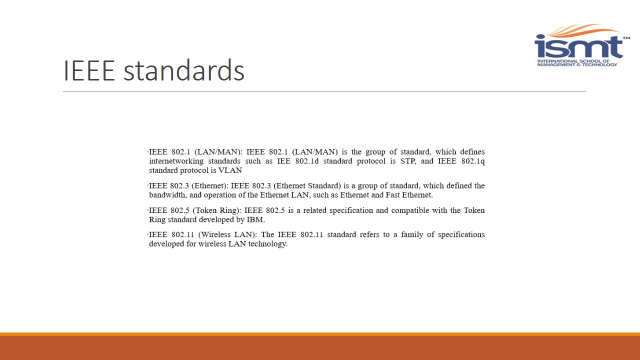 ismt™
INTERNATIONAL SCHOOL OF
MANAGEMENT & TECHNOLOGY
IEEE standards
•IEEE 802.1 (LAN/MAN): IEEE 802.1 (LAN/MAN) is the group of standard, which defines
internetworking standards such as IEE 802.1d standard protocol is STP, and IEEE 802.1q
standard protocol is VLAN
•IEEE 802.3 (Ethernet): IEEE 802.3 (Ethernet Standard) is a group of standard, which defined the
bandwidth, and operation of the Ethernet LAN, such as Ethernet and Fast Ethernet.
•IEEE 802.5 (Token Ring): IEEE 802.5 is a related specification and compatible with the Token
Ring standard developed by IBM.
•IEEE 802.11 (Wireless LAN): The IEEE 802.11 standard refers to a family of specifications
developed for wireless LAN technology.